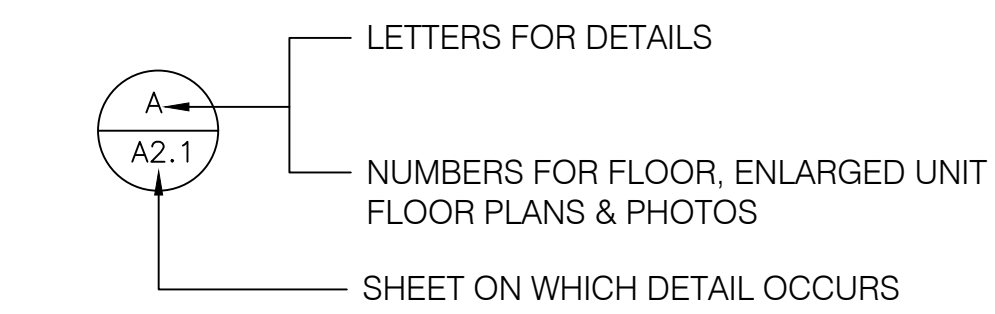 LETTERS FOR DETAILS
A
A2.1
NUMBERS FOR FLOOR, ENLARGED UNIT
FLOOR PLANS & PHOTOS
SHEET ON WHICH DETAIL OCCURS